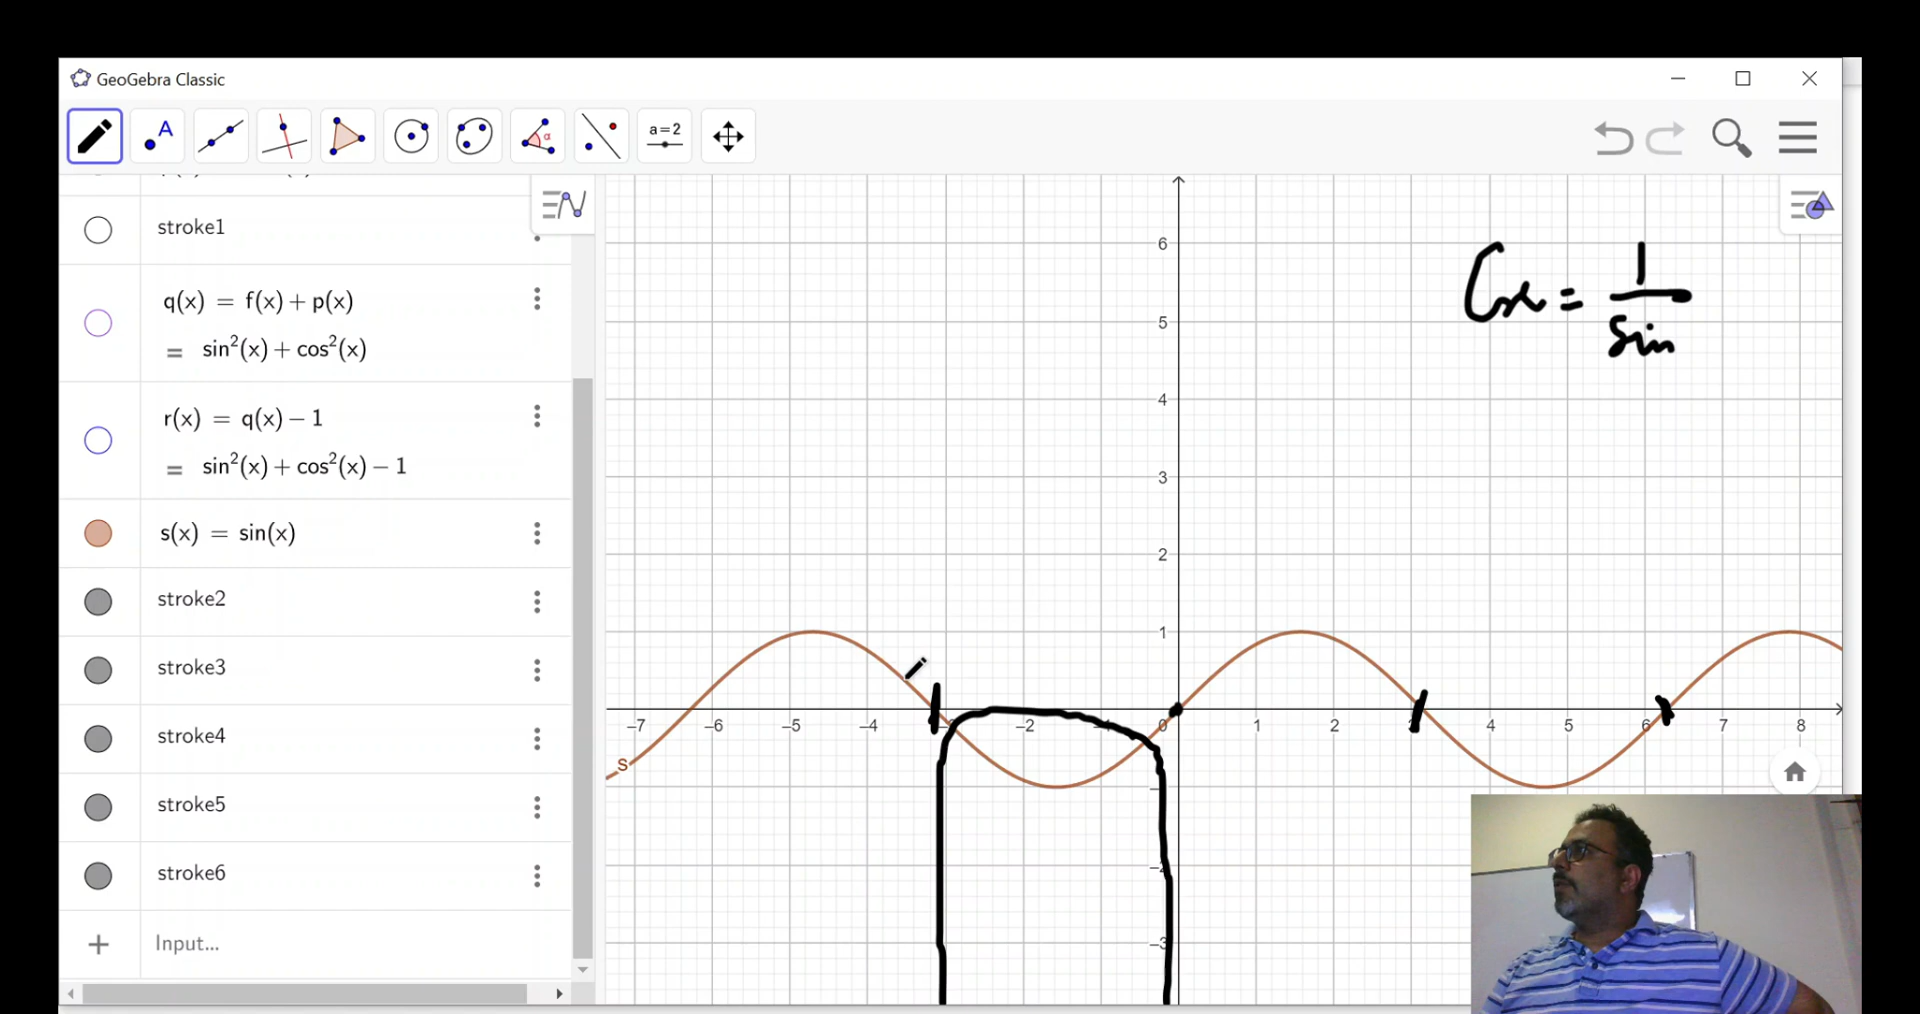 GeoGebra Classic
A
α
a = 2
stroke1
q(x) = f(x) + p(x)
= sin²(x) + cos²(x)
r(x) = q(x) − 1
= sin²(x) + cos²(x) − 1
s(x) = sin(x)
stroke2
stroke3
stroke4
stroke5
stroke6
+ Input...
6
5
4
3
2
1
−7 −6 −5 −4 −2 0 1 2 4 5 6 7 8
s
−2
−3
= 1
sin